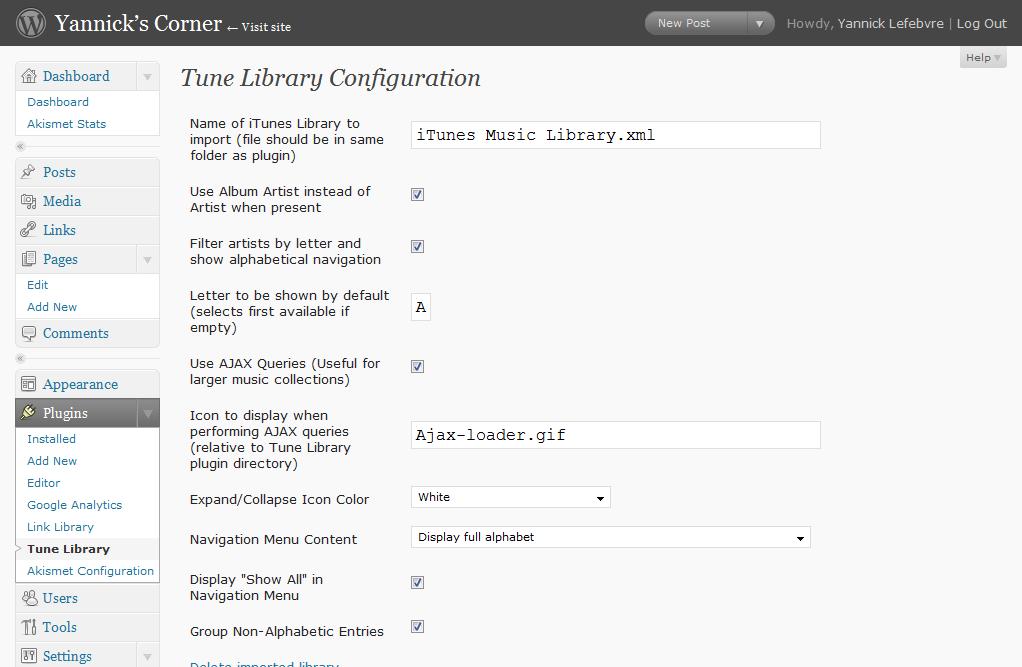 Yannick's Corner ← Visit site
New Post
Howdy, Yannick Lefebvre | Log Out
Help
Dashboard
Dashboard
Akismet Stats
Posts
Media
Links
Pages
Edit
Add New
Comments
Appearance
Plugins
Installed
Add New
Editor
Google Analytics
Link Library
Tune Library
Akismet Configuration
Users
Tools
Settings
Tune Library Configuration
Name of iTunes Library to
import (file should be in same
folder as plugin)
iTunes Music Library.xml
Use Album Artist instead of
Artist when present
Filter artists by letter and
show alphabetical navigation
Letter to be shown by default
(selects first available if
empty)
A
Use AJAX Queries (Useful for
larger music collections)
Icon to display when
performing AJAX queries
(relative to Tune Library
plugin directory)
Ajax-loader.gif
Expand/Collapse Icon Color
White
Navigation Menu Content
Display full alphabet
Display "Show All" in
Navigation Menu
Group Non-Alphabetic Entries
Delete imported library